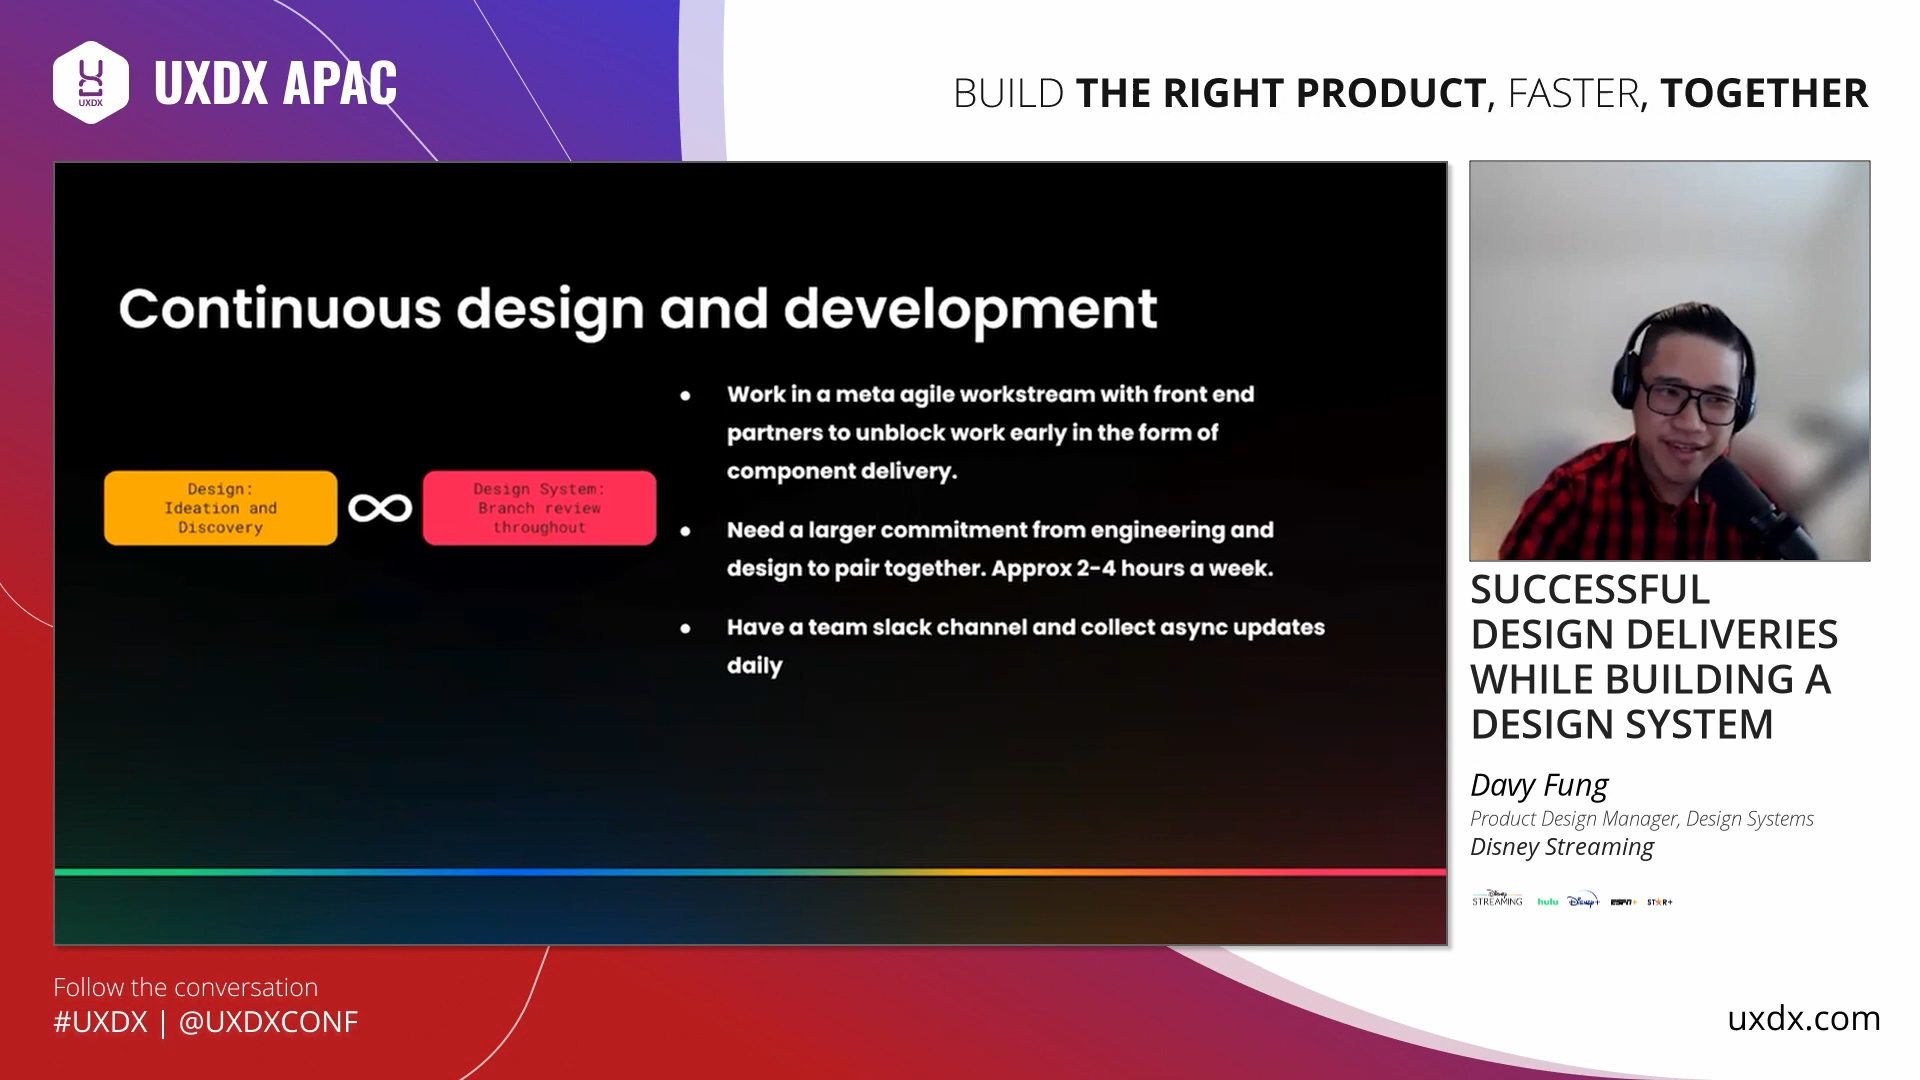 UXDX
UXDX APAC
BUILD THE RIGHT PRODUCT, FASTER, TOGETHER
Continuous design and development
Design:
Ideation and
Discovery
Design System:
Branch review
throughout
● Work in a meta agile workstream with front end
partners to unblock work early in the form of
component delivery.
● Need a larger commitment from engineering and
design to pair together. Approx 2-4 hours a week.
● Have a team slack channel and collect async updates
daily
SUCCESSFUL
DESIGN DELIVERIES
WHILE BUILDING A
DESIGN SYSTEM
Davy Fung
Product Design Manager, Design Systems
Disney Streaming
Disney
STREAMING
hulu
Disney+
ESPN+
ST★R+
Follow the conversation
#UXDX | @UXDXCONF
uxdx.com